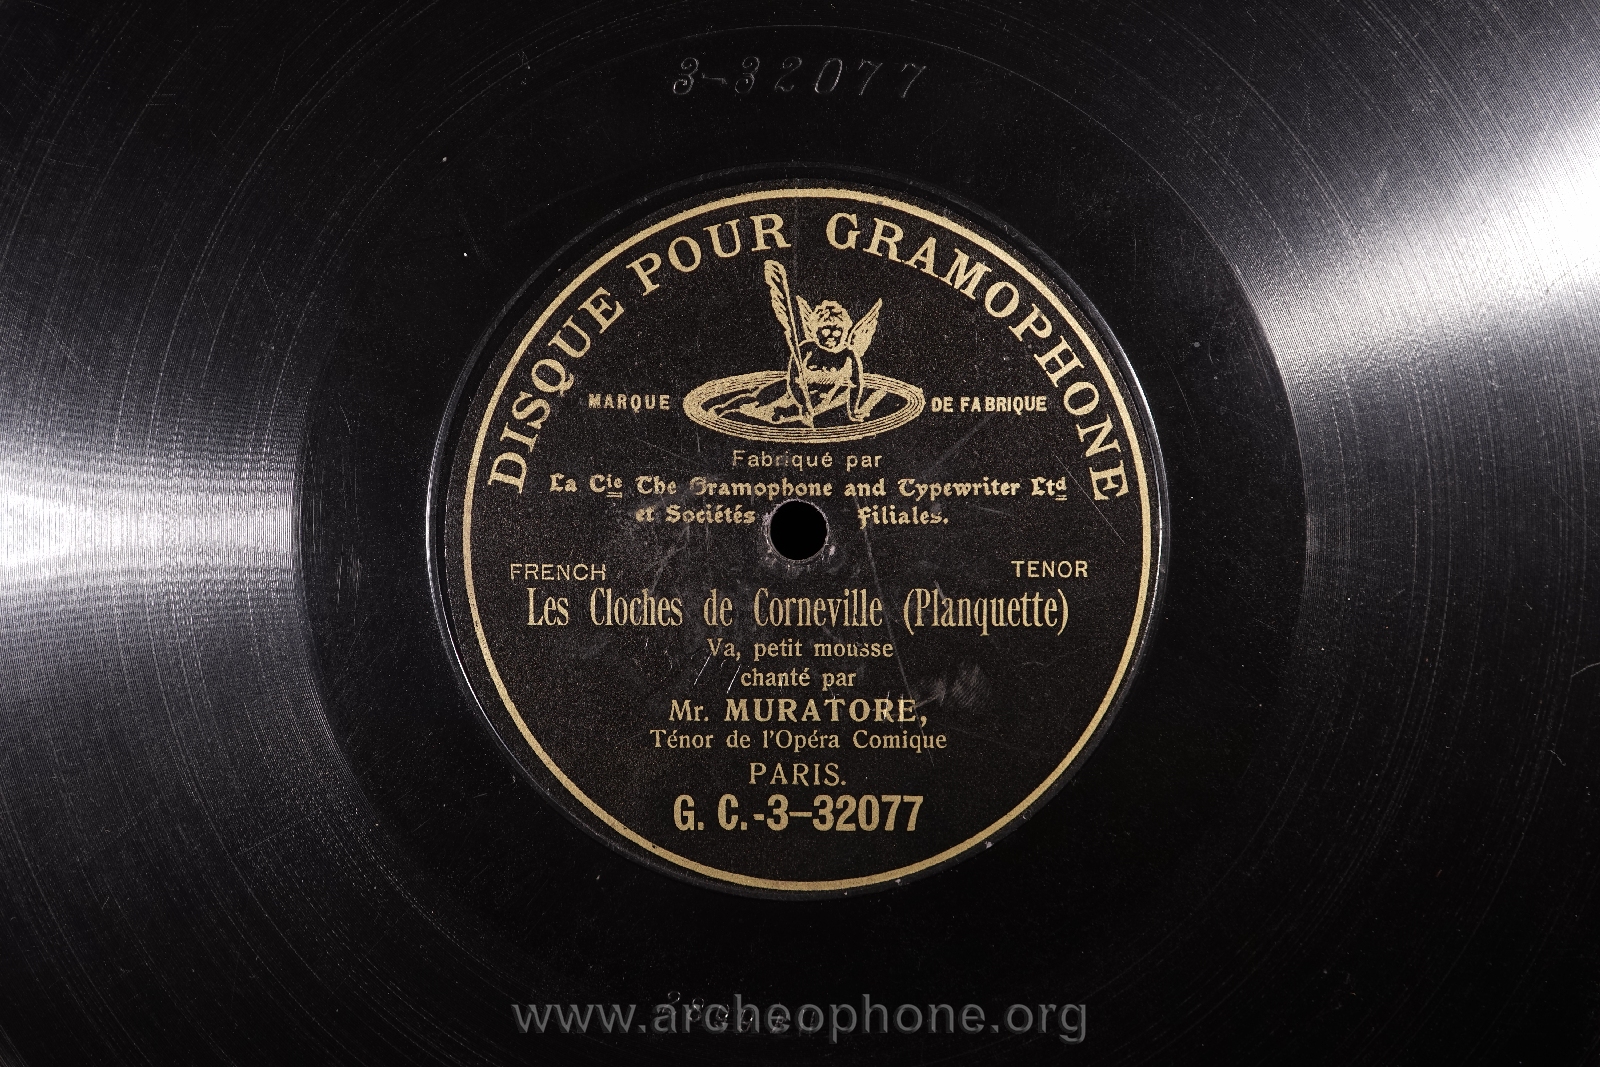 3-32077
DISQUE POUR GRAMOPHONE
MARQUE DE FABRIQUE
Fabriqué par
La Cie The Gramophone and Typewriter Ltd
et Sociétés filiales.
FRENCH TENOR
Les Cloches de Corneville (Planquette)
Va, petit mousse
chanté par
Mr. MURATORE,
Ténor de l'Opéra Comique
PARIS.
G. C.-3–32077
www.archeophone.org